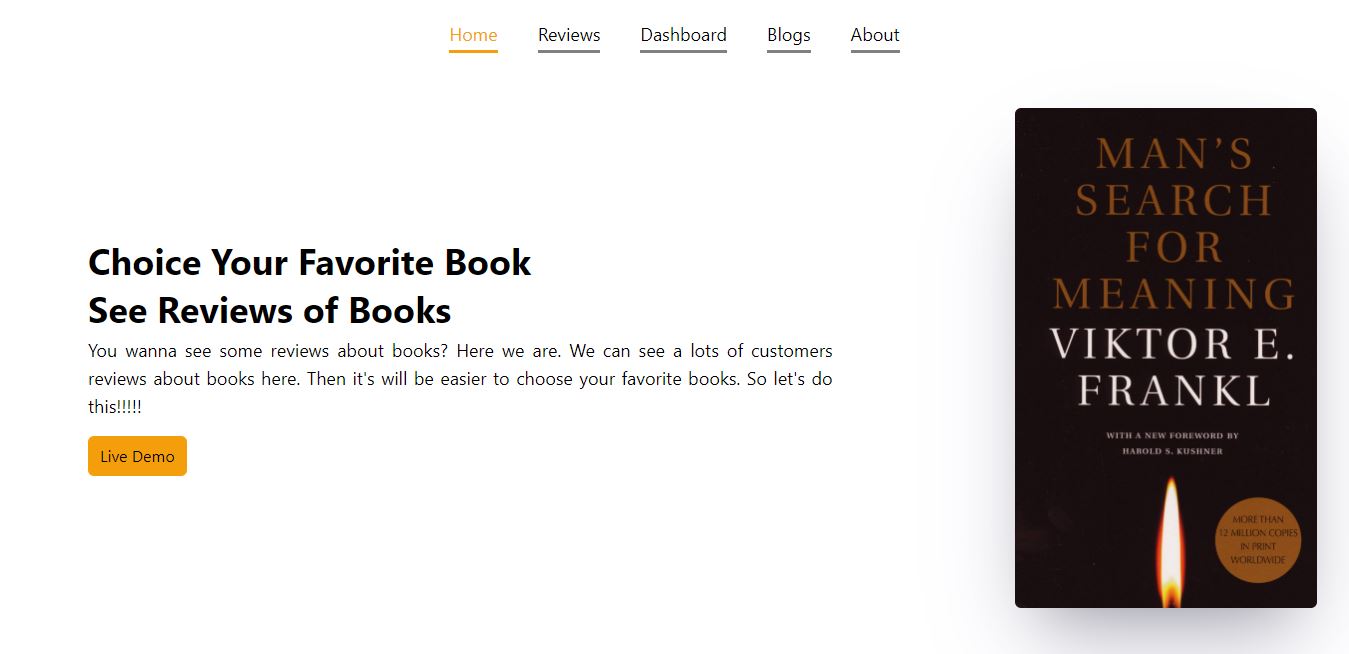 Home Reviews Dashboard Blogs About
Choice Your Favorite Book
See Reviews of Books
You wanna see some reviews about books? Here we are. We can see a lots of customers
reviews about books here. Then it's will be easier to choose your favorite books. So let's do
this!!!!!
Live Demo
MAN'S
SEARCH
FOR
MEANING
VIKTOR E.
FRANKL
WITH A NEW FOREWORD BY
HAROLD S. KUSHNER
MORE THAN
12 MILLION COPIES
IN PRINT
WORLDWIDE